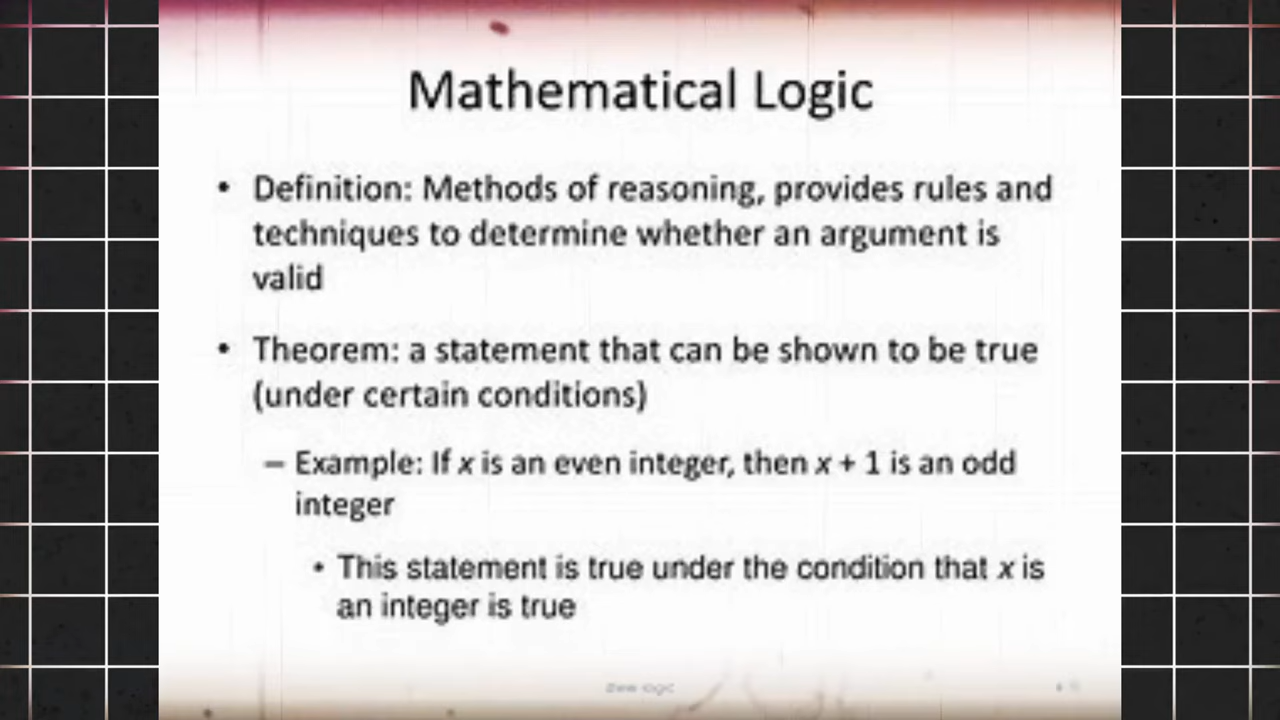 Mathematical Logic
• Definition: Methods of reasoning, provides rules and
techniques to determine whether an argument is
valid
• Theorem: a statement that can be shown to be true
(under certain conditions)
– Example: If x is an even integer, then x + 1 is an odd
integer
• This statement is true under the condition that x is
an integer is true
logic